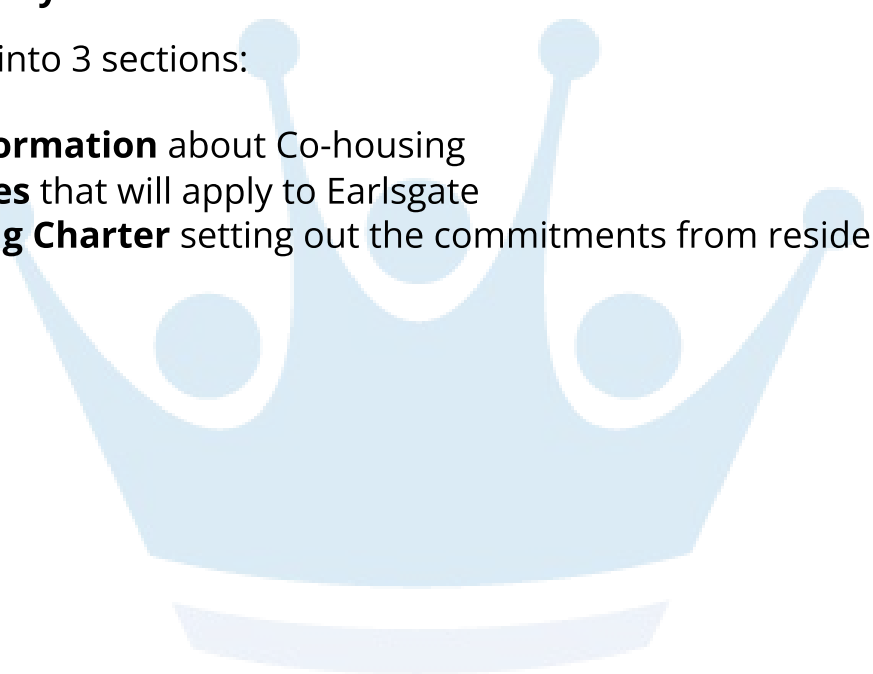 into 3 sections:
ormation about Co-housing
es that will apply to Earlsgate
g Charter setting out the commitments from reside